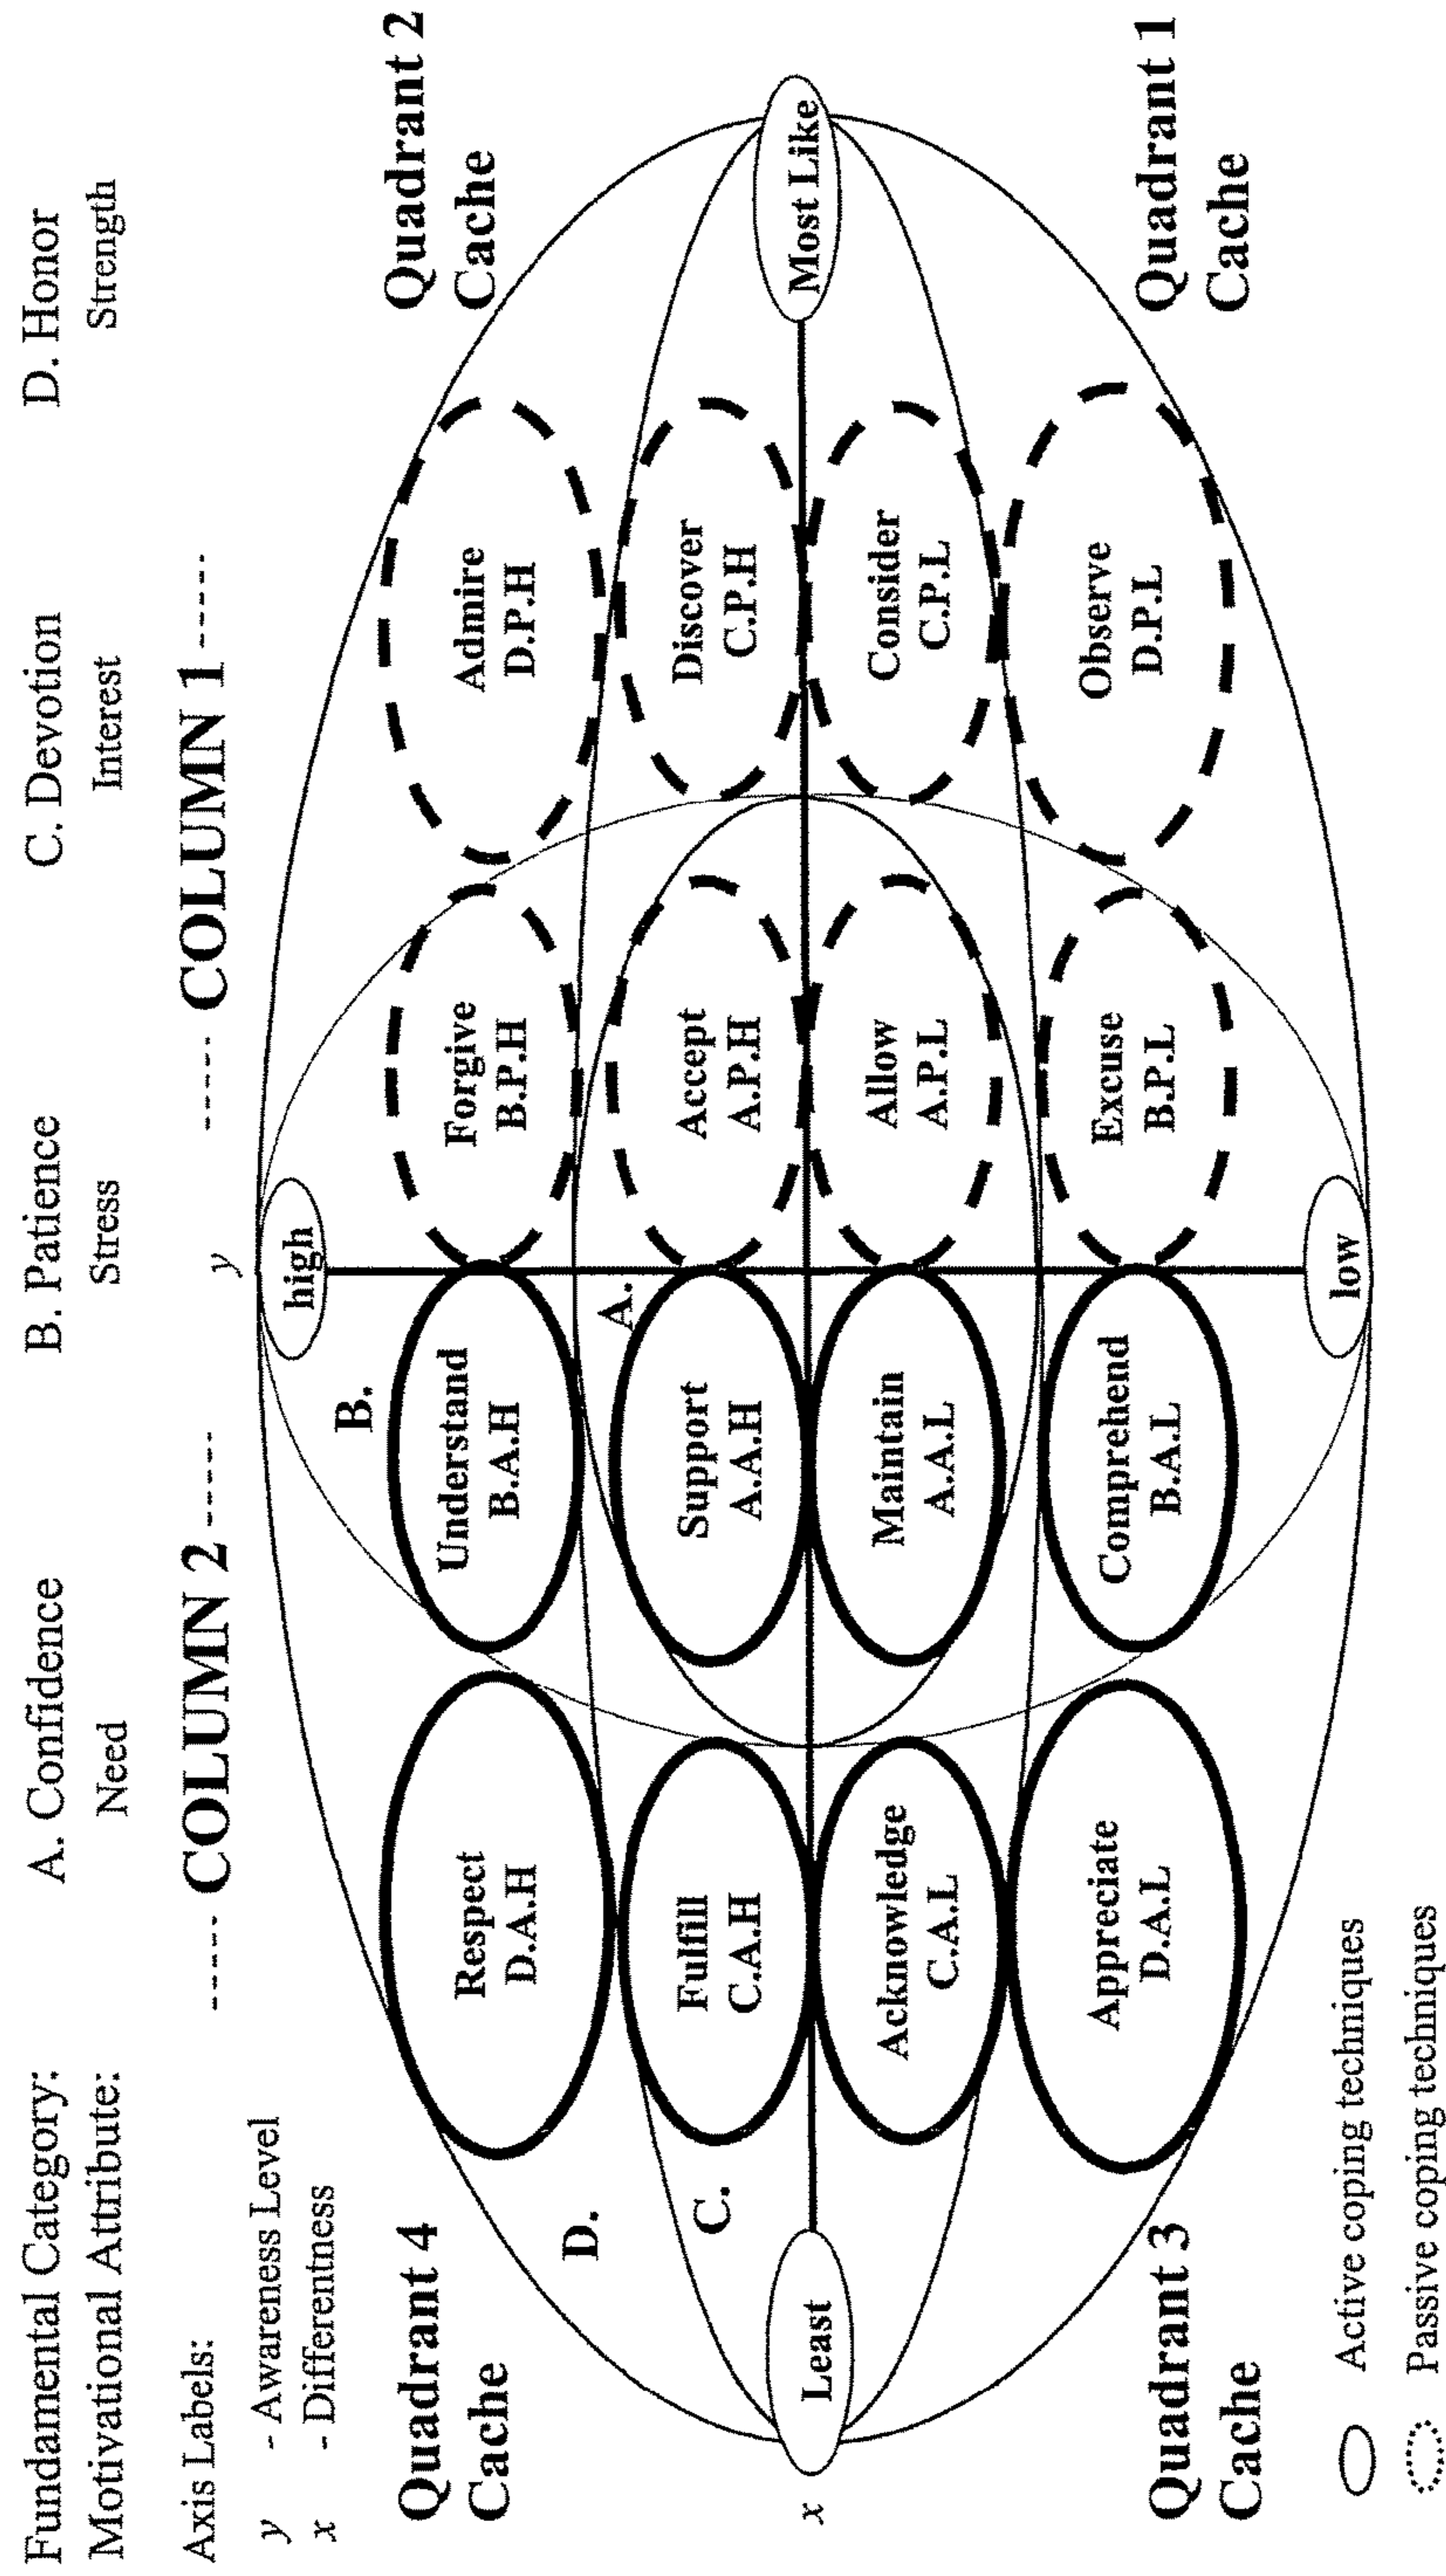 Fundamental Category: A. Confidence B. Patience C. Devotion D. Honor
Motivational Attribute: Need Stress Interest Strength
Axis Labels:
y - Awareness Level
x - Differentness
----- COLUMN 2 -----
y
----- COLUMN 1 -----
Quadrant 4
Cache
Quadrant 2
Cache
high
B.
D.
Respect
D.A.H
Understand
B.A.H
Forgive
B.P.H
Admire
D.P.H
A.
C.
Fulfill
C.A.H
Support
A.A.H
Accept
A.P.H
Discover
C.P.H
x
Least
Most Like
Acknowledge
C.A.L
Maintain
A.A.L
Allow
A.P.L
Consider
C.P.L
Appreciate
D.A.L
Comprehend
B.A.L
Excuse
B.P.L
Observe
D.P.L
Quadrant 3
Cache
Quadrant 1
Cache
low
Active coping techniques
Passive coping techniques